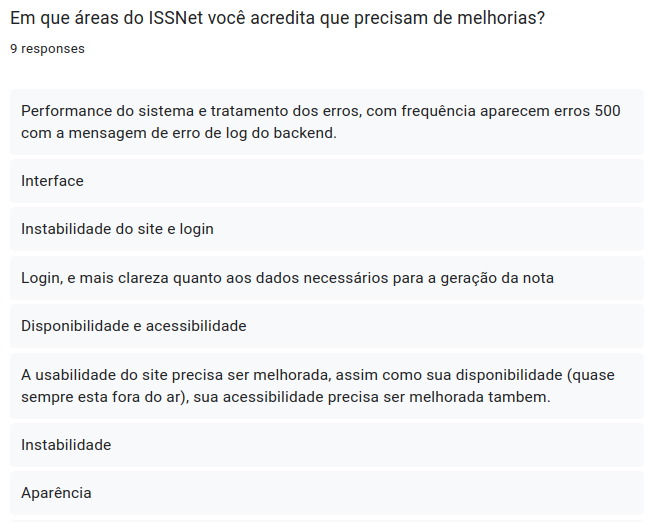 Em que áreas do ISSNet você acredita que precisam de melhorias?
9 responses
Performance do sistema e tratamento dos erros, com frequência aparecem erros 500
com a mensagem de erro de log do backend.
Interface
Instabilidade do site e login
Login, e mais clareza quanto aos dados necessários para a geração da nota
Disponibilidade e acessibilidade
A usabilidade do site precisa ser melhorada, assim como sua disponibilidade (quase
sempre esta fora do ar), sua acessibilidade precisa ser melhorada tambem.
Instabilidade
Aparência